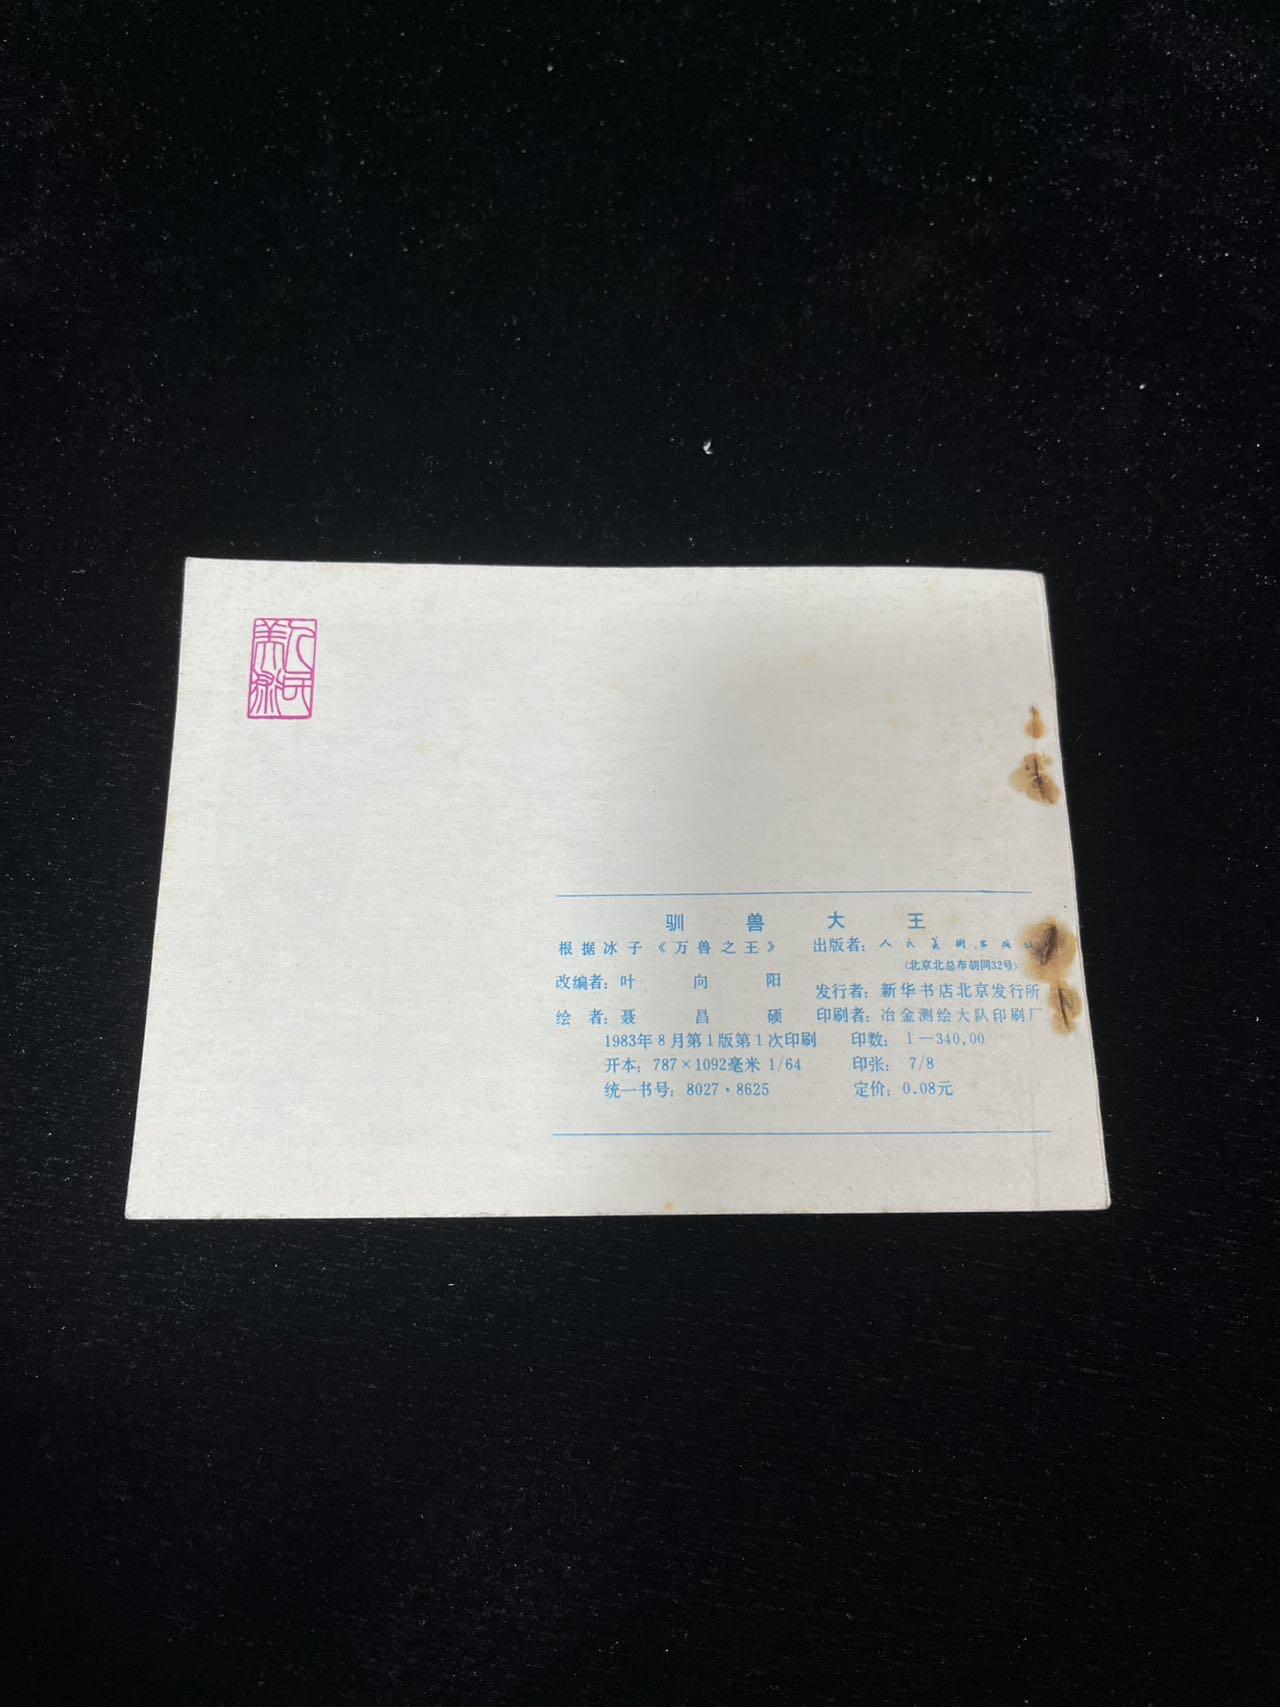 人民美术
驯兽大王
根据冰子《万兽之王》 出版者：人民美术出版社
（北京北总布胡同32号）
改编者：叶向阳 发行者：新华书店北京发行所
绘者：聂昌硕 印刷者：冶金测绘大队印刷厂
1983年8月第1版第1次印刷 印数：1—340,00
开本：787×1092毫米 1/64 印张：7/8
统一书号：8027·8625 定价：0.08元